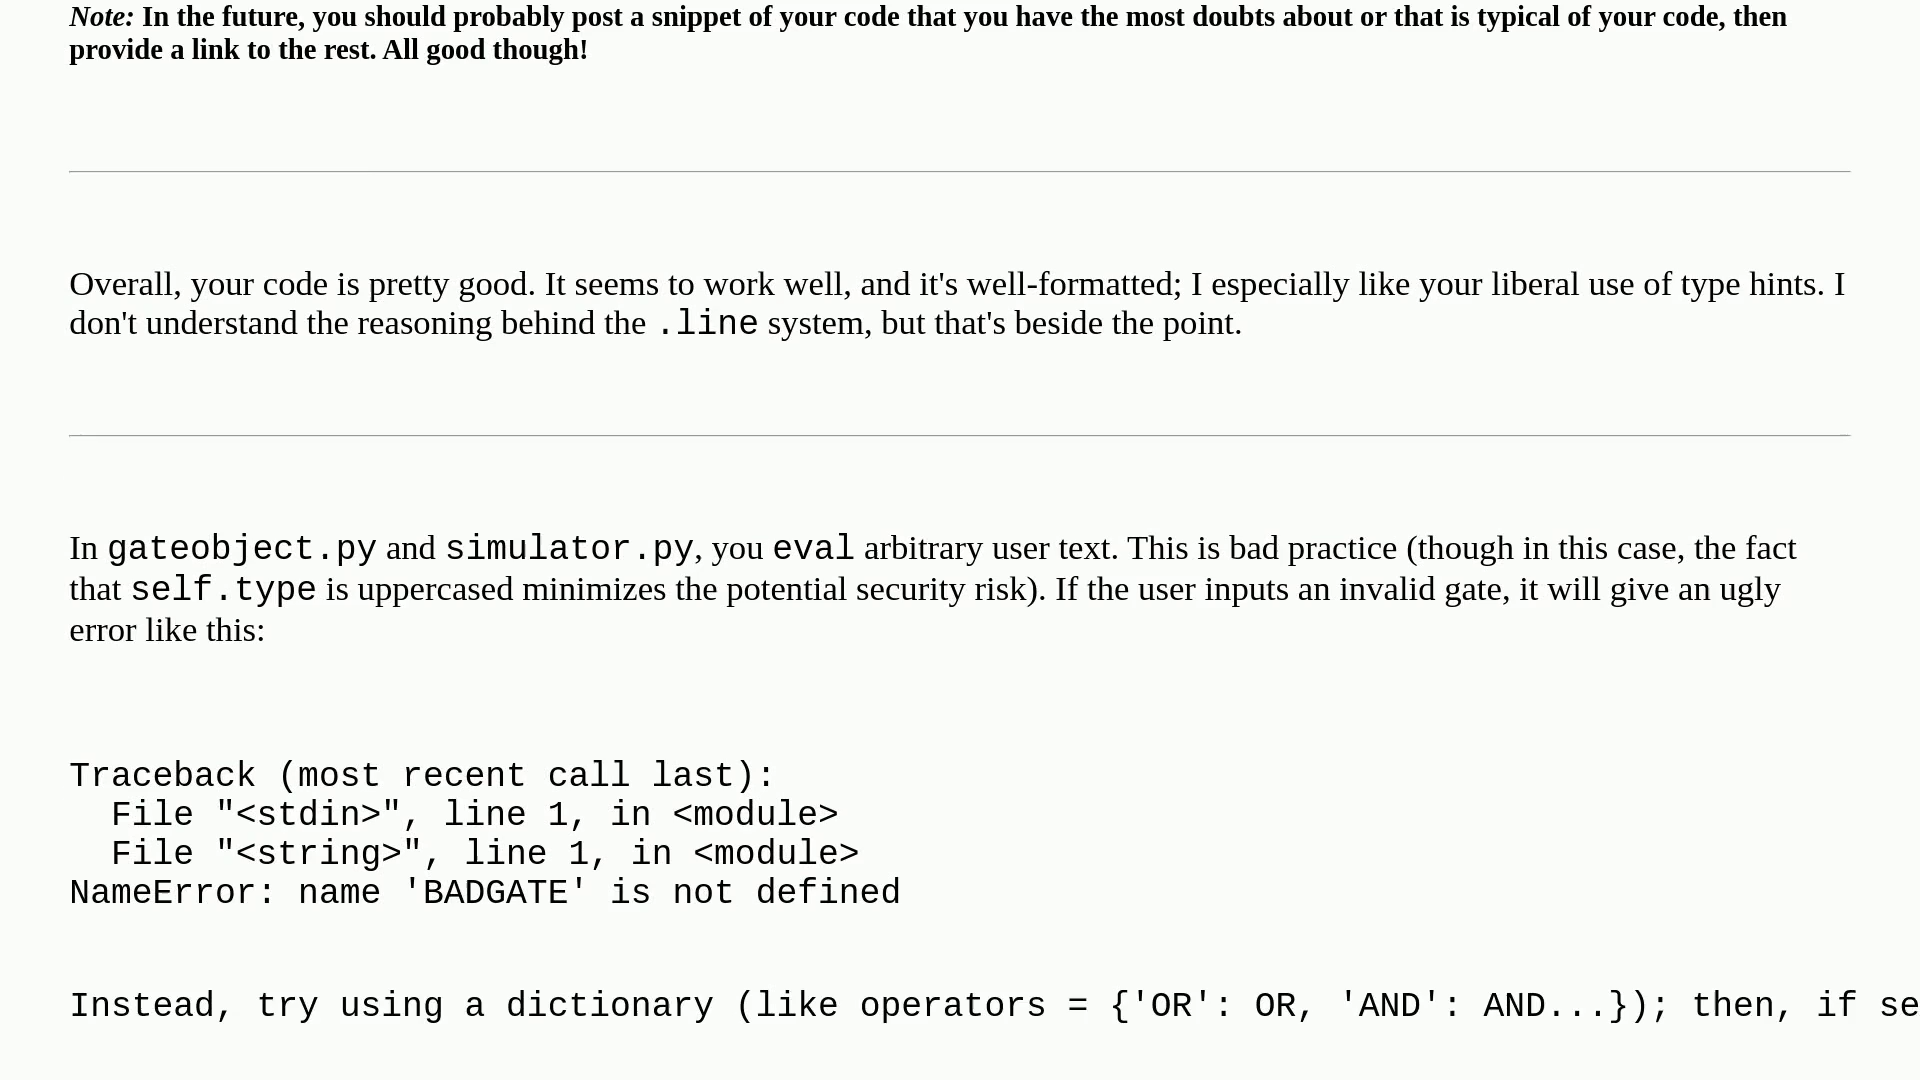 Note: In the future, you should probably post a snippet of your code that you have the most doubts about or that is typical of your code, then
provide a link to the rest. All good though!
Overall, your code is pretty good. It seems to work well, and it's well-formatted; I especially like your liberal use of type hints. I
don't understand the reasoning behind the .line system, but that's beside the point.
In gateobject.py and simulator.py, you eval arbitrary user text. This is bad practice (though in this case, the fact
that self.type is uppercased minimizes the potential security risk). If the user inputs an invalid gate, it will give an ugly
error like this:
Traceback (most recent call last):
  File "<stdin>", line 1, in <module>
  File "<string>", line 1, in <module>
NameError: name 'BADGATE' is not defined
Instead, try using a dictionary (like operators = {'OR': OR, 'AND': AND...}); then, if se